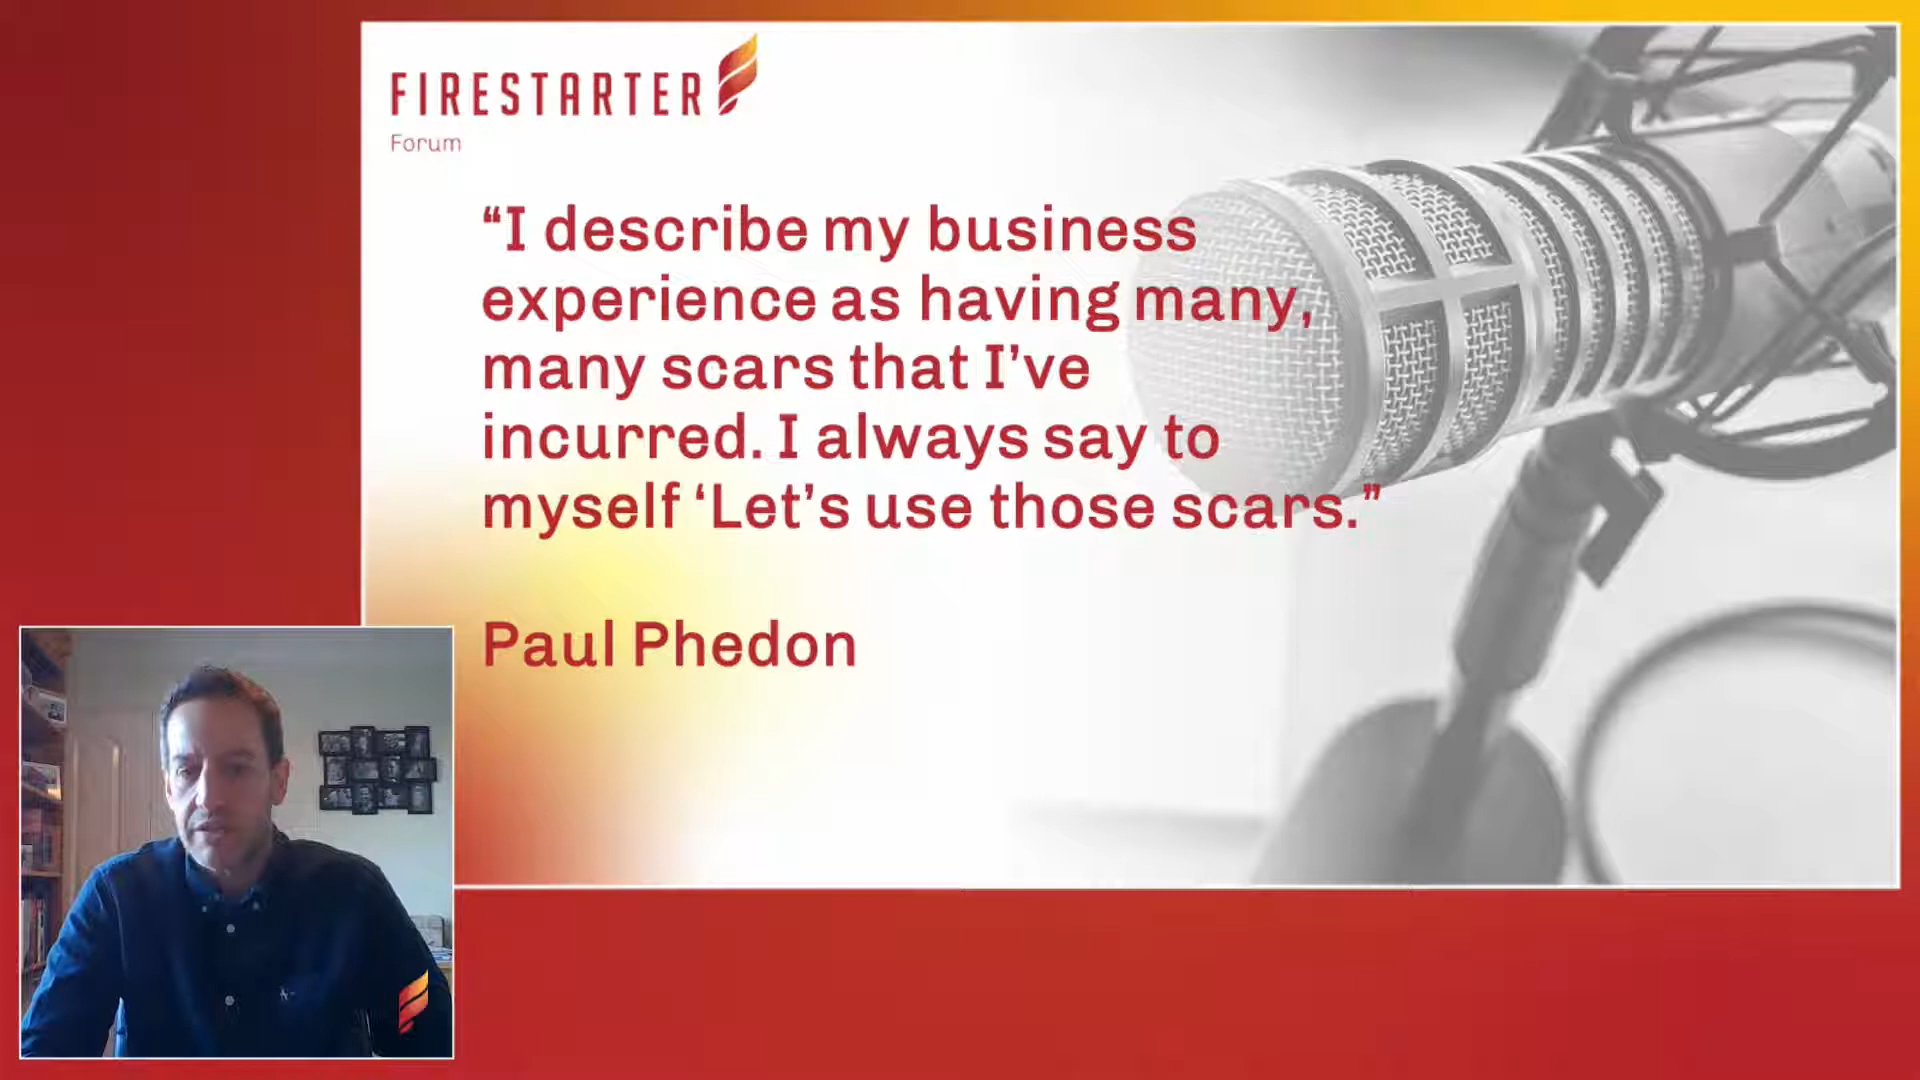 FIRESTARTER
Forum
“I describe my business
experience as having many,
many scars that I’ve
incurred. I always say to
myself ‘Let’s use those scars.”
Paul Phedon